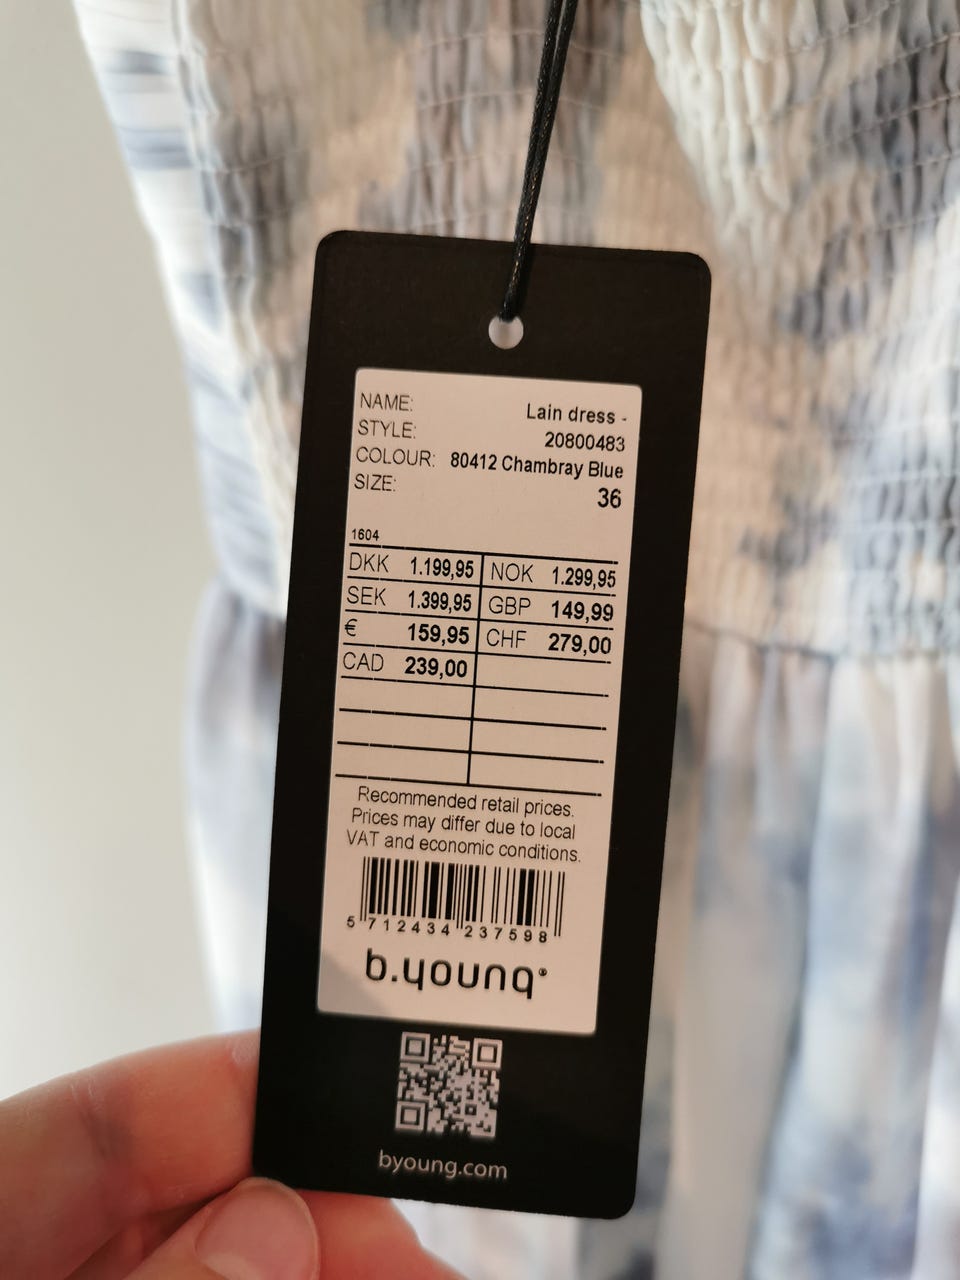 NAME: Lain dress -
STYLE: 20800483
COLOUR: 80412 Chambray Blue
SIZE: 36
1604
DKK 1.199,95 NOK 1.299,95
SEK 1.399,95 GBP 149,99
€ 159,95 CHF 279,00
CAD 239,00
Recommended retail prices.
Prices may differ due to local
VAT and economic conditions.
5 712434 237598
b.young®
byoung.com